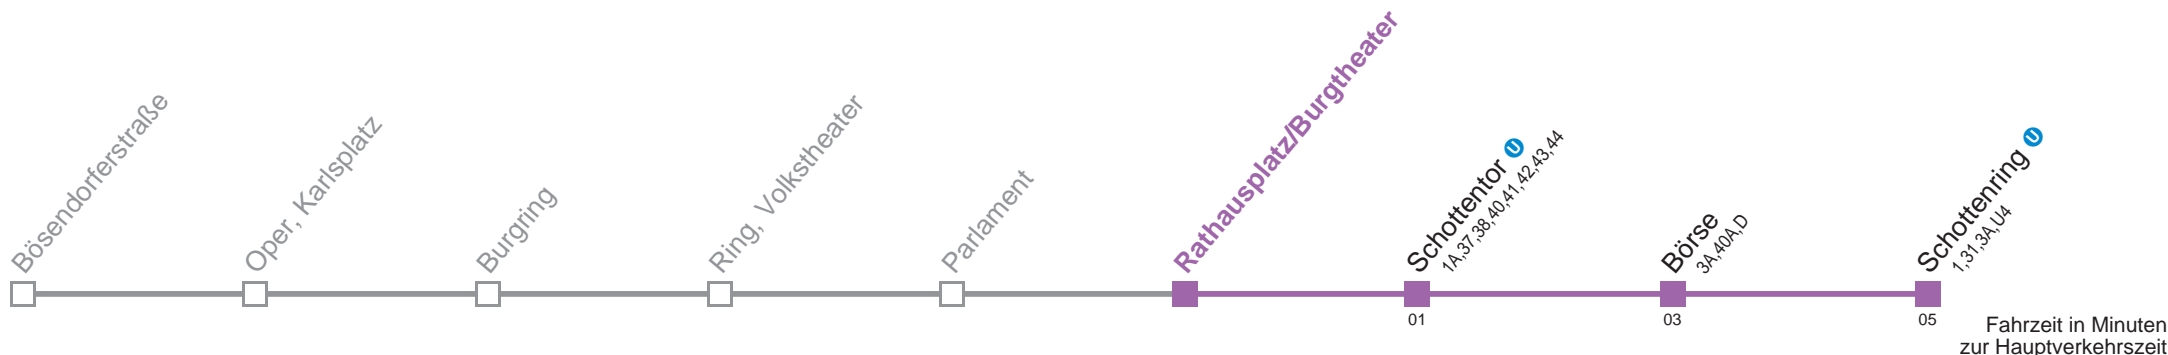 Bösendorferstraße
Oper, Karlsplatz
Burgring
Ring, Volkstheater
Parlament
Rathausplatz/Burgtheater
Schottentor U
1A,37,38,40,41,42,43,44
Börse
3A,40A,D
Schottenring U
1,31,3A,U4
01
03
05
Fahrzeit in Minuten
zur Hauptverkehrszeit